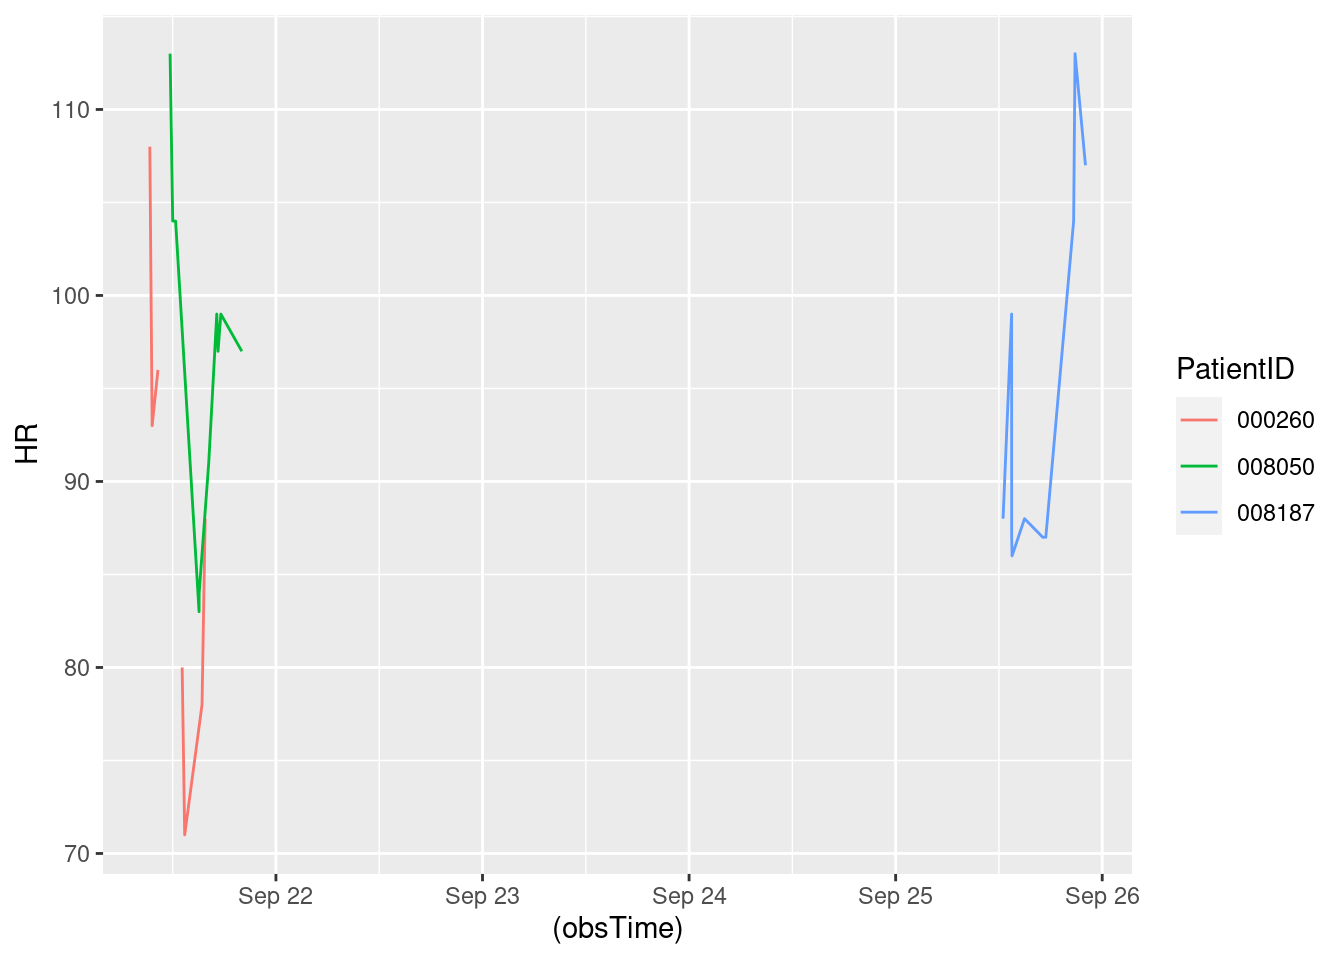 110
100
90
80
70
HR
Sep 22
Sep 23
Sep 24
Sep 25
Sep 26
(obsTime)
PatientID
000260
008050
008187